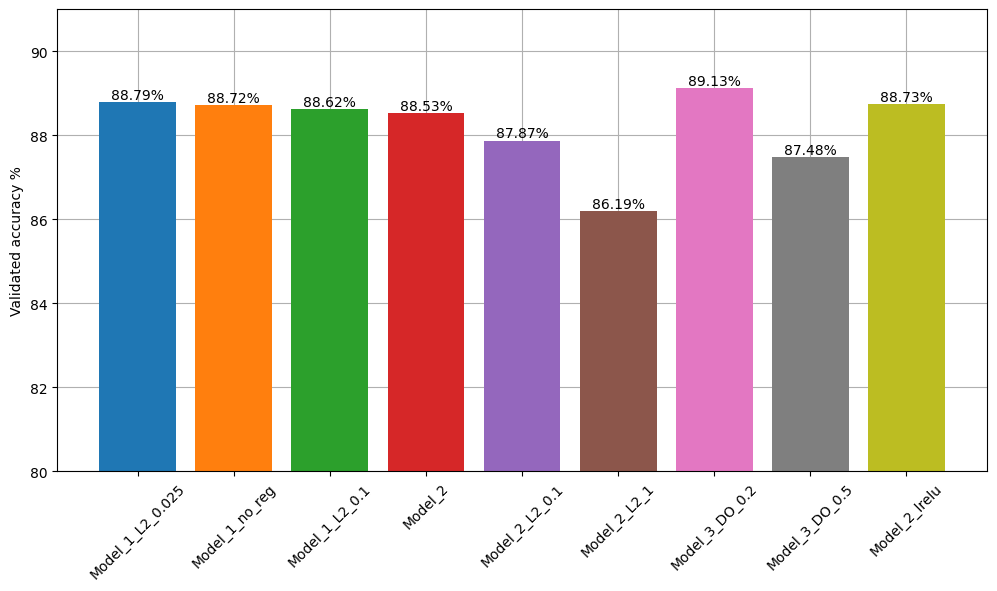 Validated accuracy %
90
88
86
84
82
80
88.79%
88.72%
88.62%
88.53%
87.87%
86.19%
89.13%
87.48%
88.73%
Model_1_L2_0.025
Model_1_no_reg
Model_1_L2_0.1
Model_2
Model_2_L2_0.1
Model_2_L2_1
Model_3_DO_0.2
Model_3_DO_0.5
Model_2_lrelu